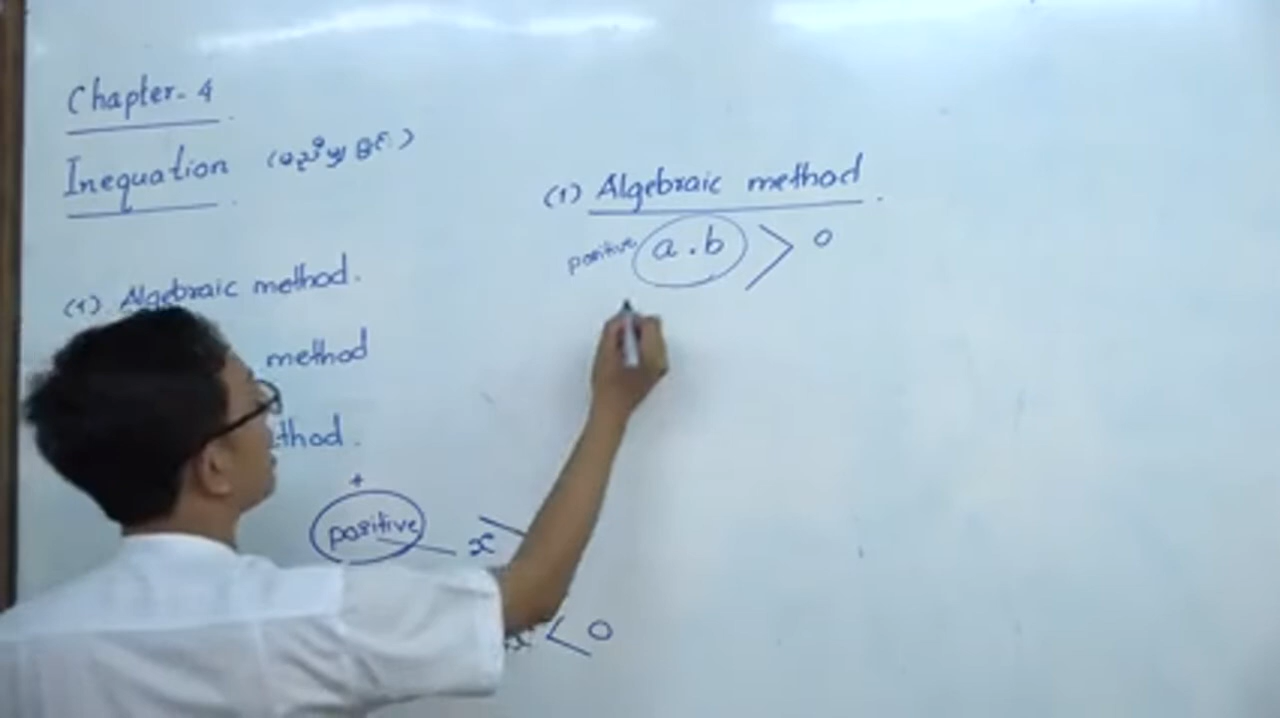 Chapter-4
Inequation (မညီမျှခြင်း)
(1) Algebraic method.
method
thod.
+
positive x
x < 0
(1) Algebraic method.
positive a.b > 0